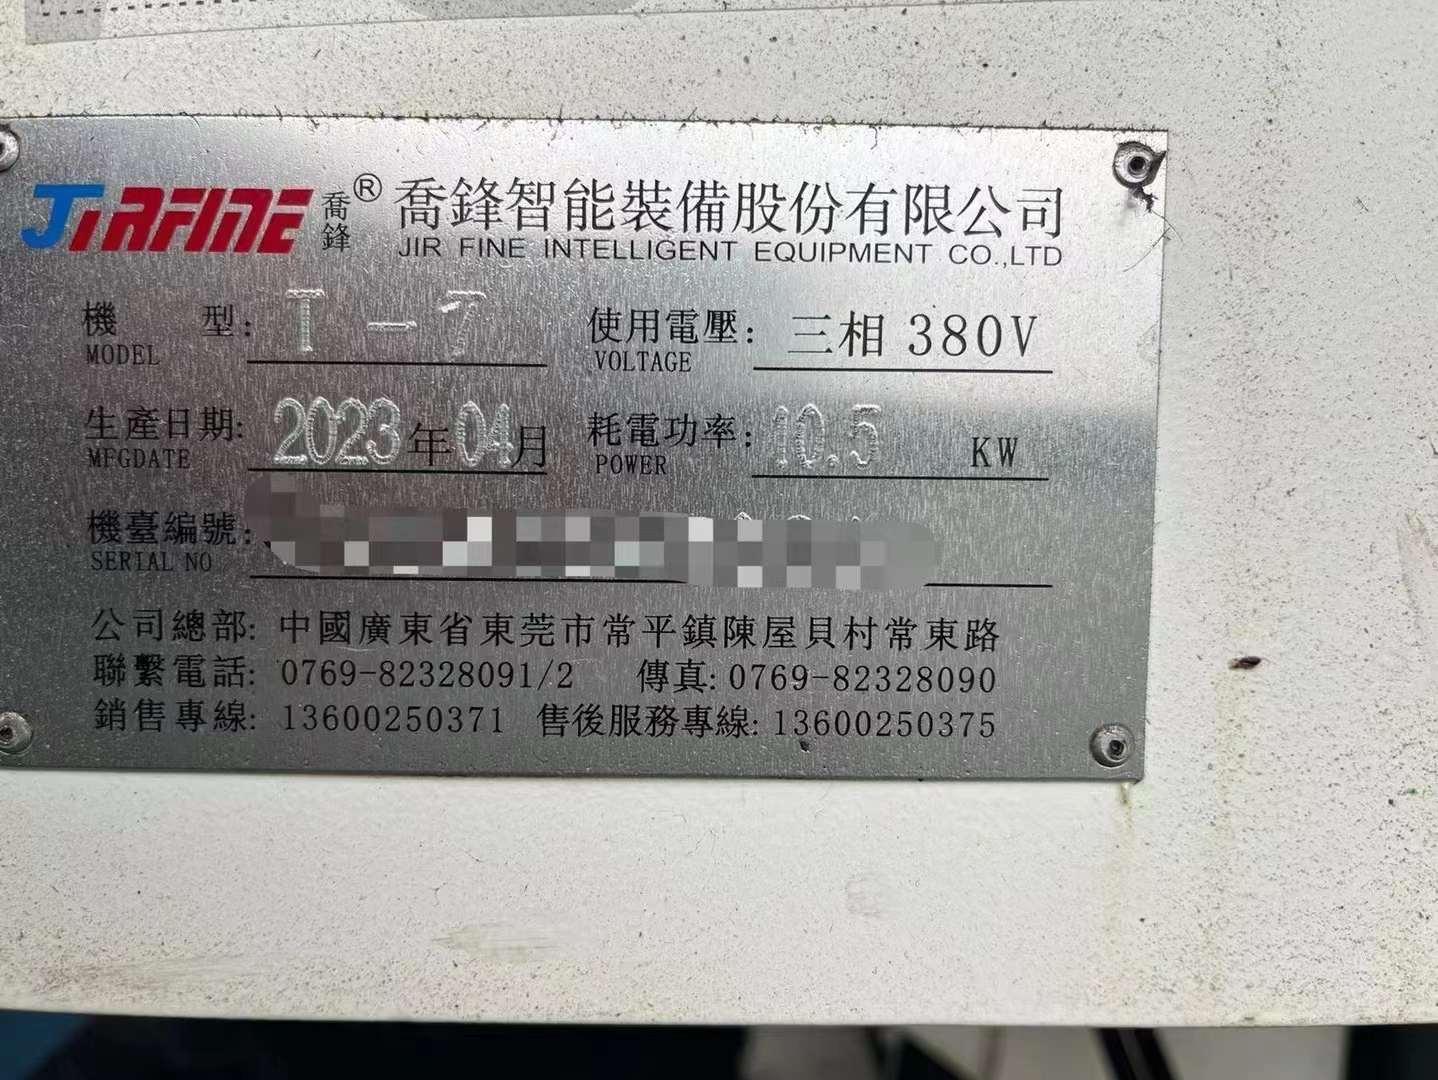 JIRFINE 喬鋒® 喬鋒智能裝備股份有限公司
JIR FINE INTELLIGENT EQUIPMENT CO.,LTD
機 型: T-7 使用電壓: 三相 380V
MODEL VOLTAGE
生產日期: 2023年04月 耗電功率: 10.5 KW
MFGDATE POWER
機臺編號:
SERIAL NO
公司總部: 中國廣東省東莞市常平鎮陳屋貝村常東路
聯繫電話: 0769-82328091/2 傳真: 0769-82328090
銷售專線: 13600250371 售後服務專線: 13600250375